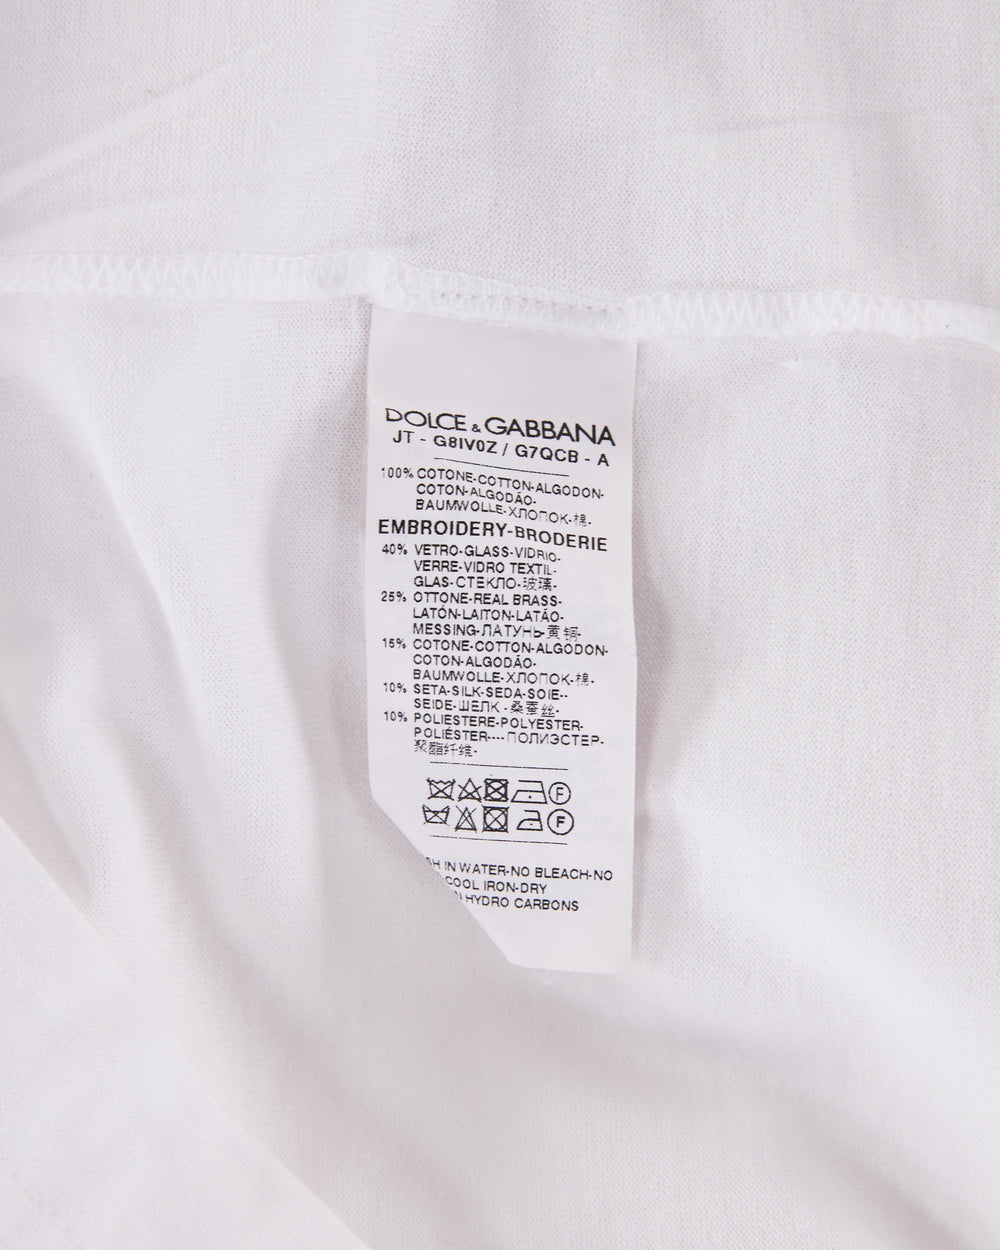 DOLCE & GABBANA
JT - G8IV0Z / G7QCB - A
100% COTONE-COTTON-ALGODON-
COTON-ALGODÃO-
BAUMWOLLE-ХЛОПОК-棉-
EMBROIDERY-BRODERIE
40% VETRO-GLASS-VIDRIO-
VERRE-VIDRO TEXTIL-
GLAS-СТЕКЛО-玻璃-
25% OTTONE-REAL BRASS-
LATÓN-LAITON-LATÃO-
MESSING-ЛАТУНЬ-黄铜-
15% COTONE-COTTON-ALGODON-
COTON-ALGODÃO-
BAUMWOLLE-ХЛОПОК-棉-
10% SETA-SILK-SEDA-SOIE--
SEIDE-ШЕЛК-桑蚕丝-
10% POLIESTERE-POLYESTER-
POLIÉSTER----ПОЛИЭСТЕР-
聚酯纤维-
F
F
IN WATER-NO BLEACH-NO
COOL IRON-DRY
HYDRO CARBONS